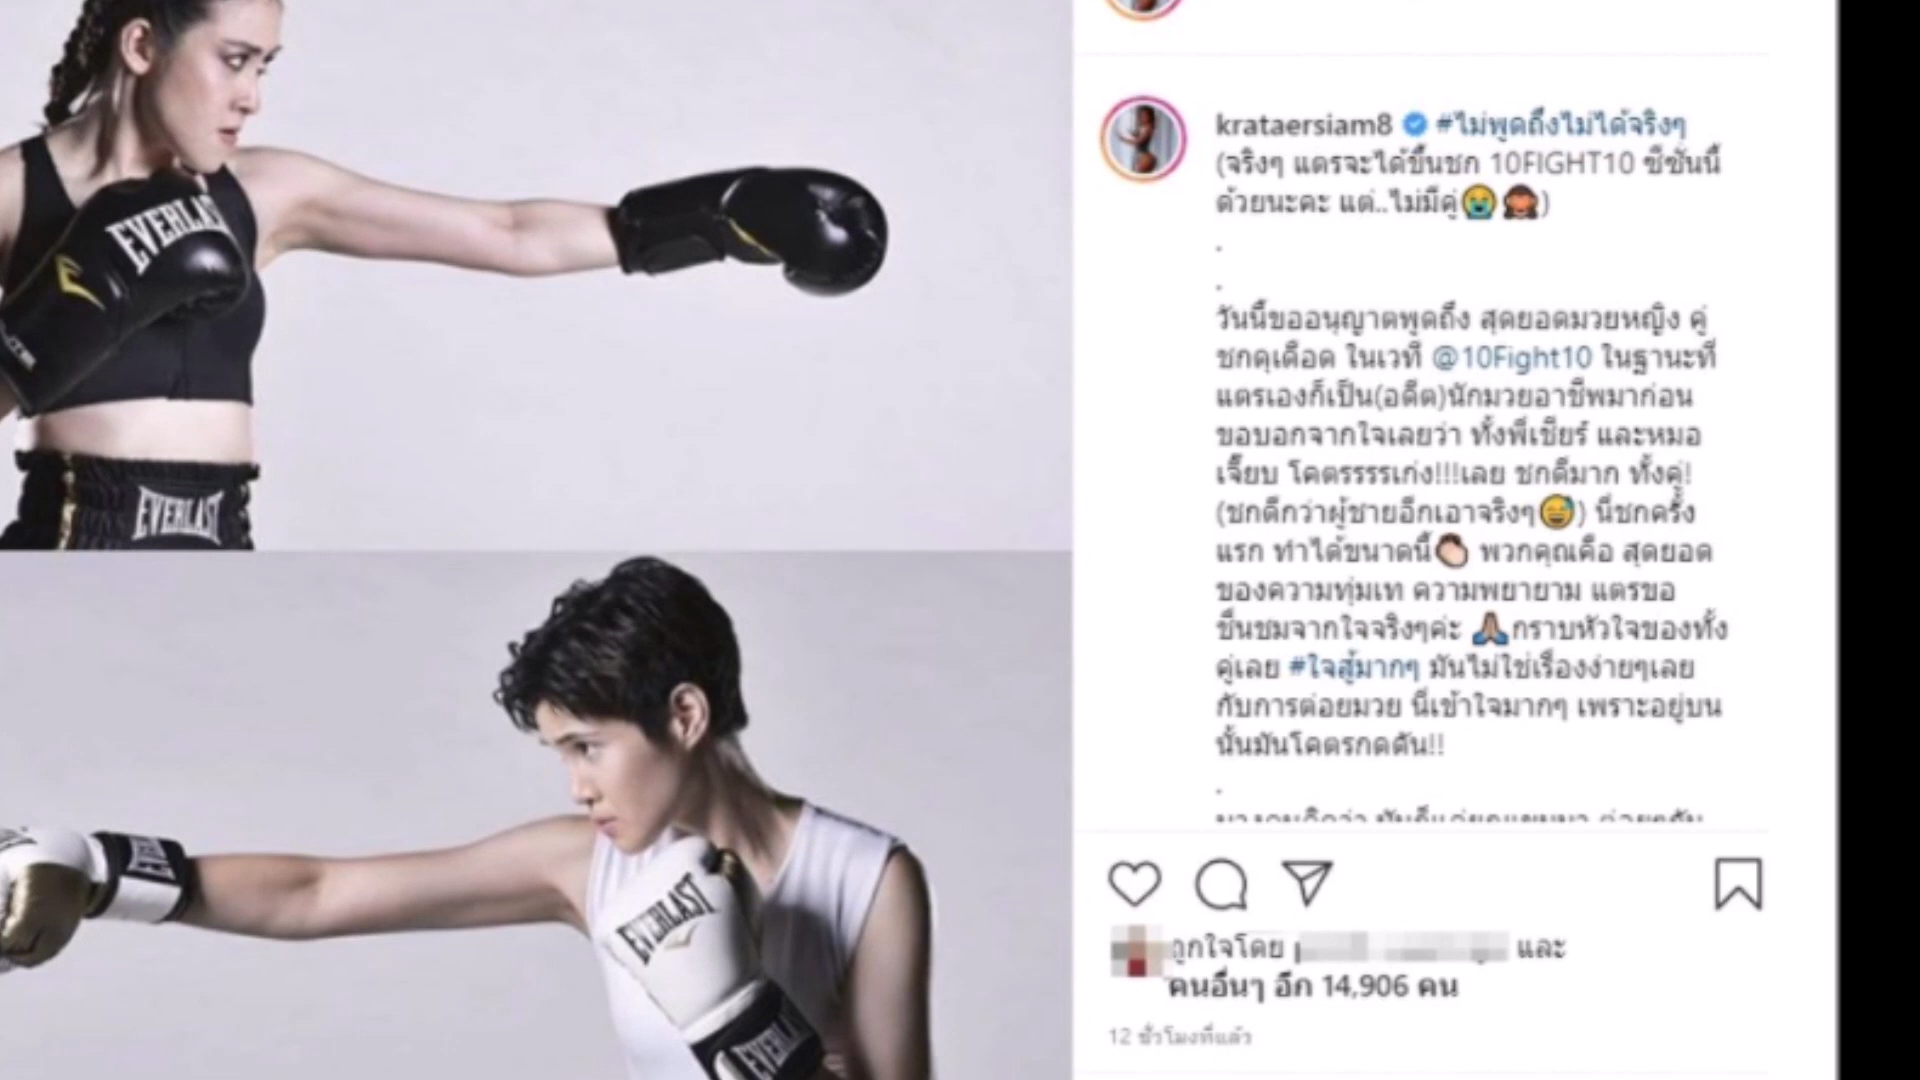 EVERLAST
EVERLAST
EVERLAST
EVERLAST
krataersiam8 #ไม่พูดถึงไม่ได้จริงๆ
(จริงๆ แตรจะได้ขึ้นชก 10FIGHT10 ซีซั่นนี้
ด้วยนะคะ แต่..ไม่มีคู่😭🙈)
.
.
วันนี้ขออนุญาตพูดถึง สุดยอดมวยหญิง คู่
ชกดุเดือด ในเวที @10Fight10 ในฐานะที่
แตรเองก็เป็น(อดีต)นักมวยอาชีพมาก่อน
ขอบอกจากใจเลยว่า ทั้งพี่เชียร์ และหมอ
เจี๊ยบ โคตรรรรเก่ง!!!เลย ชกดีมาก ทั้งคู่!
(ชกดีกว่าผู้ชายอีกเอาจริงๆ😅) นี่ชกครั้ง
แรก ทำได้ขนาดนี้👏 พวกคุณคือ สุดยอด
ของความทุ่มเท ความพยายาม แตรขอ
ชื่นชมจากใจจริงๆค่ะ 🙏กราบหัวใจของทั้ง
คู่เลย #ใจสู้มากๆ มันไม่ใช่เรื่องง่ายๆเลย
กับการต่อยมวย นี่เข้าใจมากๆ เพราะอยู่บน
นั้นมันโคตรกดดัน!!
.
ถูกใจโดย และ
คนอื่นๆ อีก 14,906 คน
12 ชั่วโมงที่แล้ว